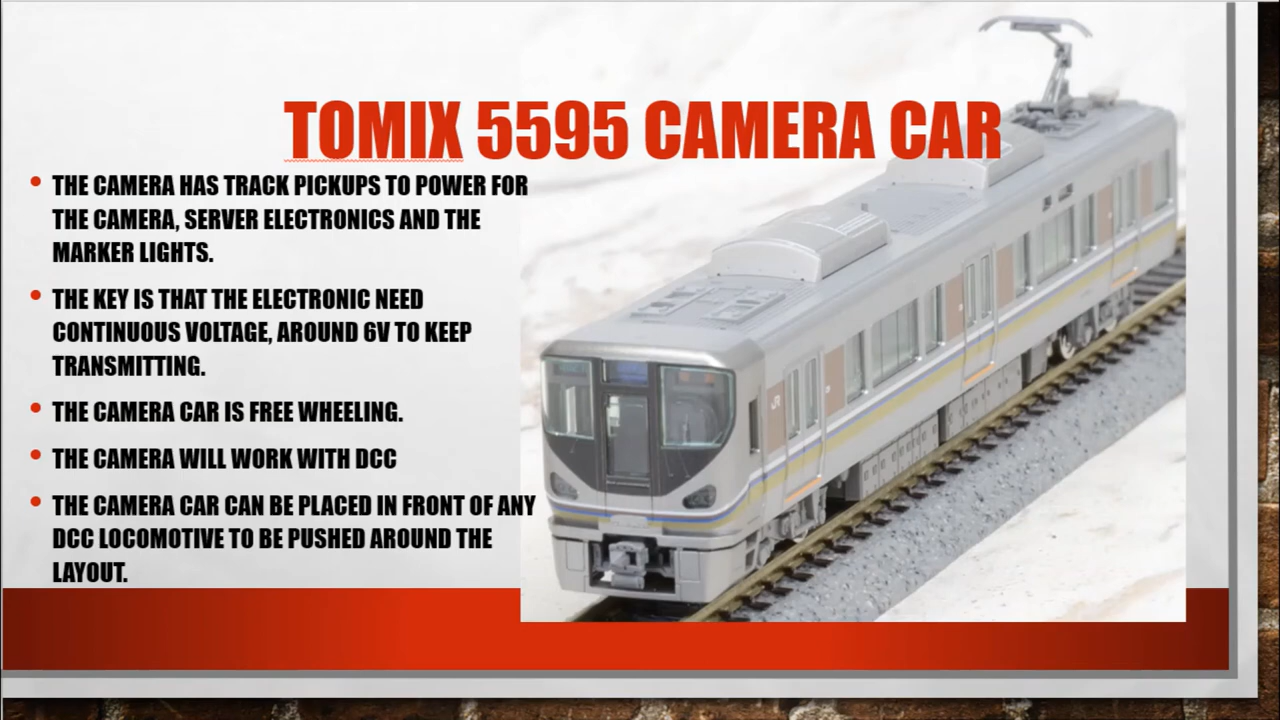 TOMIX 5595 CAMERA CAR
THE CAMERA HAS TRACK PICKUPS TO POWER FOR
THE CAMERA, SERVER ELECTRONICS AND THE
MARKER LIGHTS.
THE KEY IS THAT THE ELECTRONIC NEED
CONTINUOUS VOLTAGE, AROUND 6V TO KEEP
TRANSMITTING.
THE CAMERA CAR IS FREE WHEELING.
THE CAMERA WILL WORK WITH DCC
THE CAMERA CAR CAN BE PLACED IN FRONT OF ANY
DCC LOCOMOTIVE TO BE PUSHED AROUND THE
LAYOUT.
JR